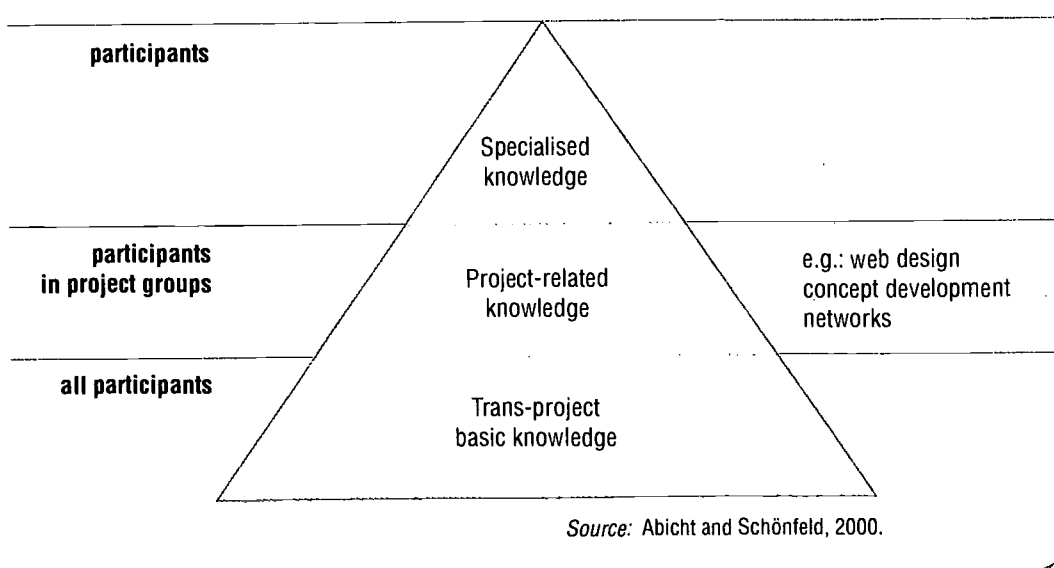 participants
Specialised
knowledge
participants
in project groups
Project-related
knowledge
e.g.: web design
concept development
networks
all participants
Trans-project
basic knowledge
Source: Abicht and Schönfeld, 2000.